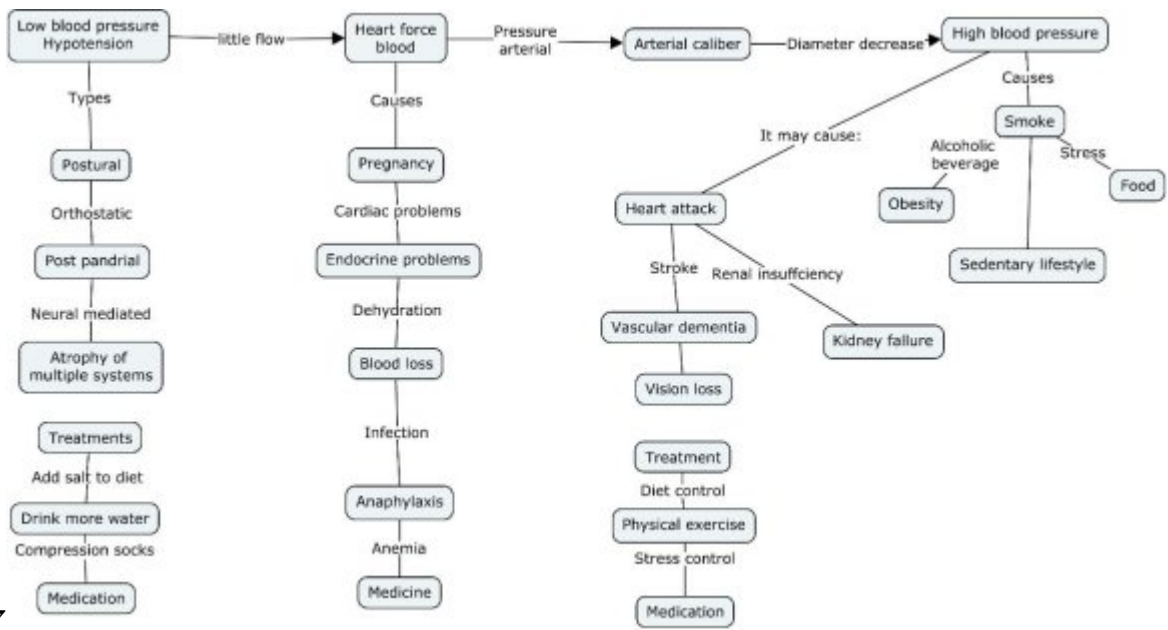 Low blood pressure
Hypotension
little flow
Heart force
blood
Pressure
arterial
Arterial caliber
Diameter decrease
High blood pressure
Types
Postural
Orthostatic
Post pandrial
Neural mediated
Atrophy of
multiple systems
Treatments
Add salt to diet
Drink more water
Compression socks
Medication
Causes
Pregnancy
Cardiac problems
Endocrine problems
Dehydration
Blood loss
Infection
Anaphylaxis
Anemia
Medicine
It may cause:
Heart attack
Stroke
Renal insuffciency
Vascular dementia
Kidney fallure
Vision loss
Treatment
Diet control
Physical exercise
Stress control
Medication
Causes
Smoke
Alcoholic
beverage
Stress
Obesity
Food
Sedentary lifestyle